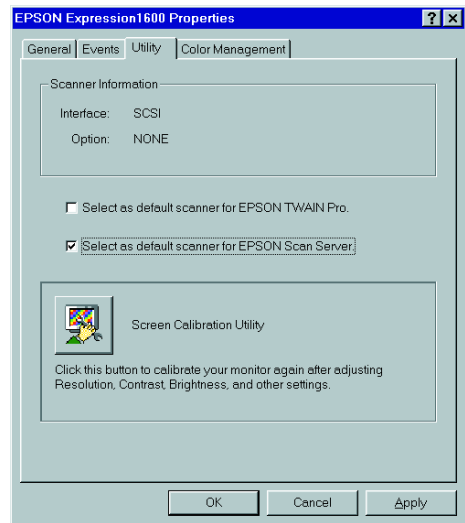 EPSON Expression1600 Properties
General Events Utility Color Management
Scanner Information
Interface: SCSI
Option: NONE
Select as default scanner for EPSON TWAIN Pro.
Select as default scanner for EPSON Scan Server.
Screen Calibration Utility
Click this button to calibrate your monitor again after adjusting
Resolution, Contrast, Brightness, and other settings.
OK Cancel Apply